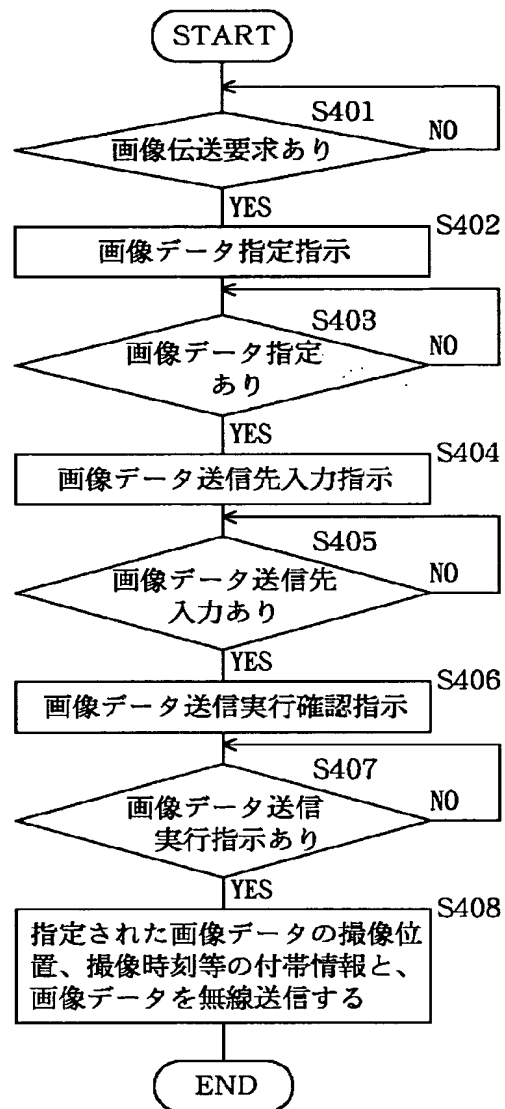 START
S401
画像伝送要求あり
NO
YES
S402
画像データ指定指示
S403
画像データ指定
あり
NO
YES
S404
画像データ送信先入力指示
S405
画像データ送信先
入力あり
NO
YES
S406
画像データ送信実行確認指示
S407
画像データ送信
実行指示あり
NO
YES
S408
指定された画像データの撮像位
置、撮像時刻等の付帯情報と、
画像データを無線送信する
END